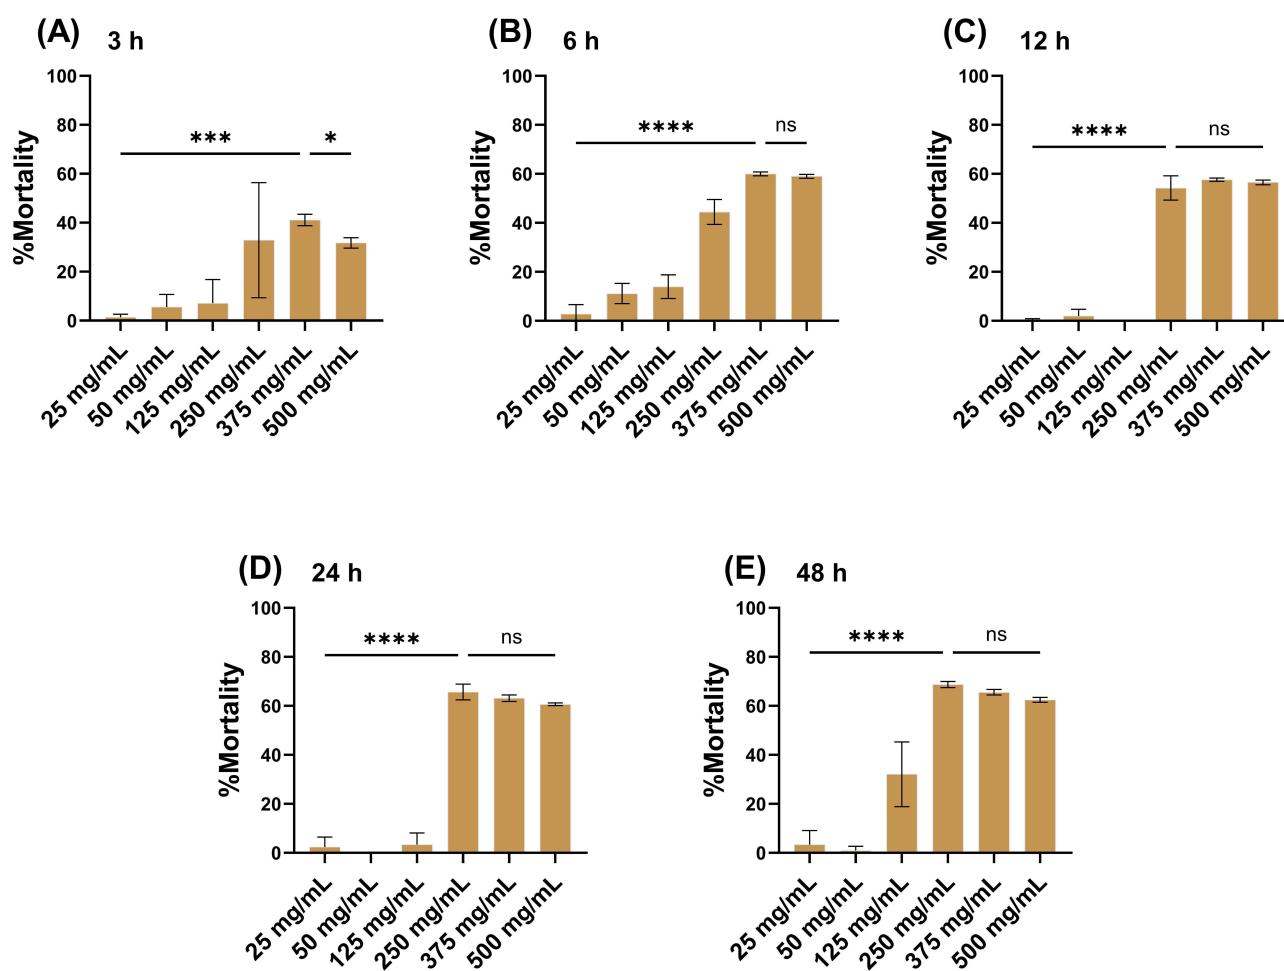 (A) 3 h
%Mortality
100
80
60
40
20
0
*** *
25 mg/mL
50 mg/mL
125 mg/mL
250 mg/mL
375 mg/mL
500 mg/mL
(B) 6 h
%Mortality
100
80
60
40
20
0
**** ns
25 mg/mL
50 mg/mL
125 mg/mL
250 mg/mL
375 mg/mL
500 mg/mL
(C) 12 h
%Mortality
100
80
60
40
20
0
**** ns
25 mg/mL
50 mg/mL
125 mg/mL
250 mg/mL
375 mg/mL
500 mg/mL
(D) 24 h
%Mortality
100
80
60
40
20
0
**** ns
25 mg/mL
50 mg/mL
125 mg/mL
250 mg/mL
375 mg/mL
500 mg/mL
(E) 48 h
%Mortality
100
80
60
40
20
0
**** ns
25 mg/mL
50 mg/mL
125 mg/mL
250 mg/mL
375 mg/mL
500 mg/mL